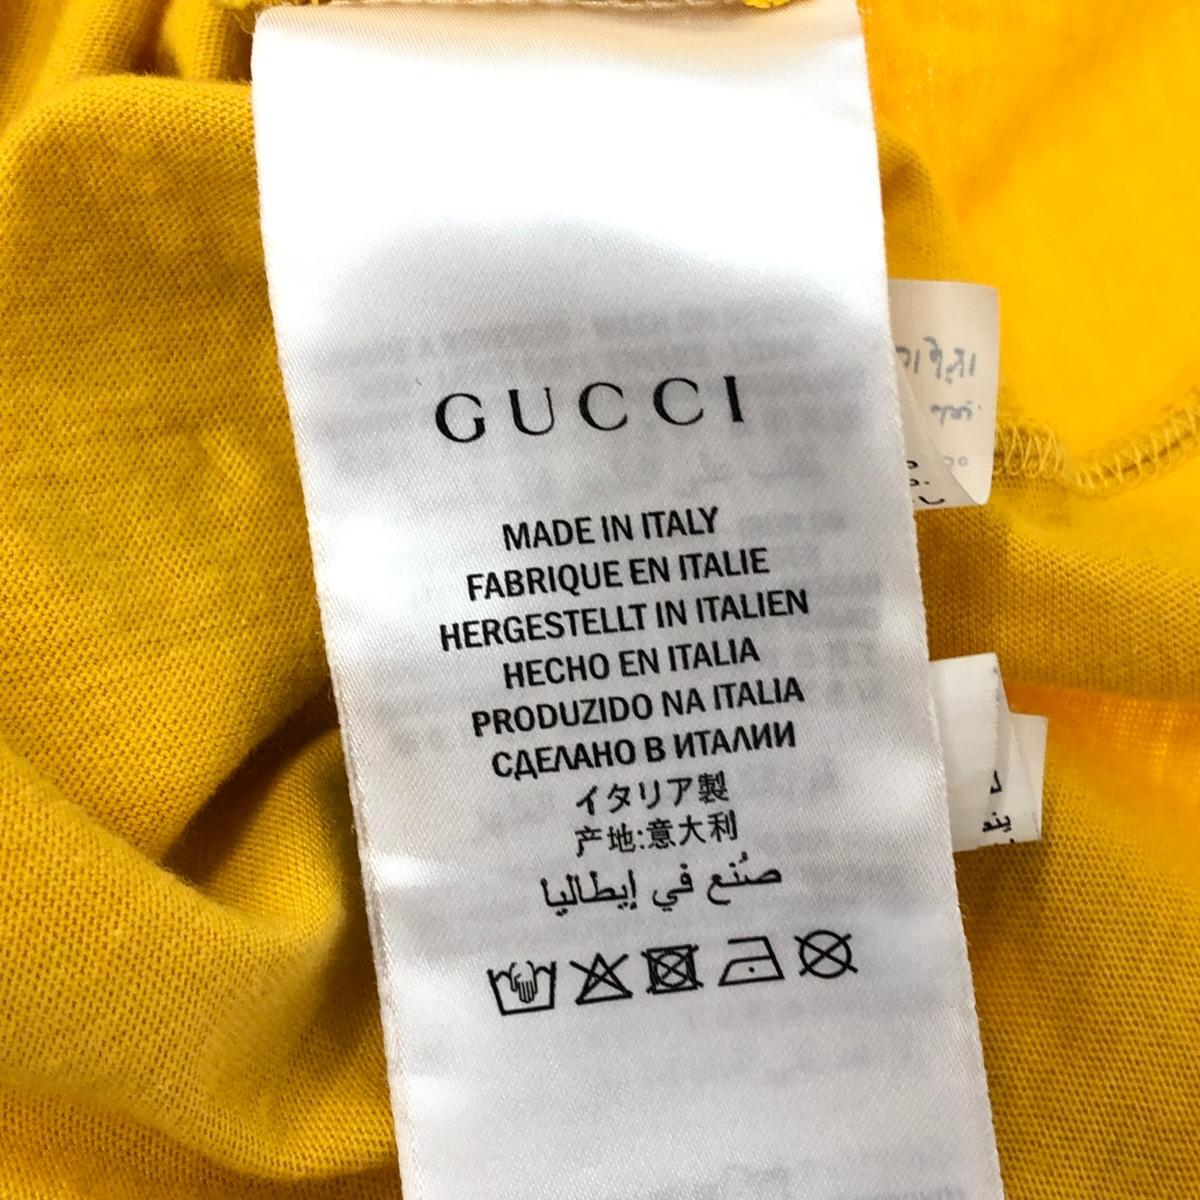 GUCCI
MADE IN ITALY
FABRIQUE EN ITALIE
HERGESTELLT IN ITALIEN
HECHO EN ITALIA
PRODUZIDO NA ITALIA
СДЕЛАНО В ИТАЛИИ
イタリア製
产地:意大利
صُنع في إيطاليا